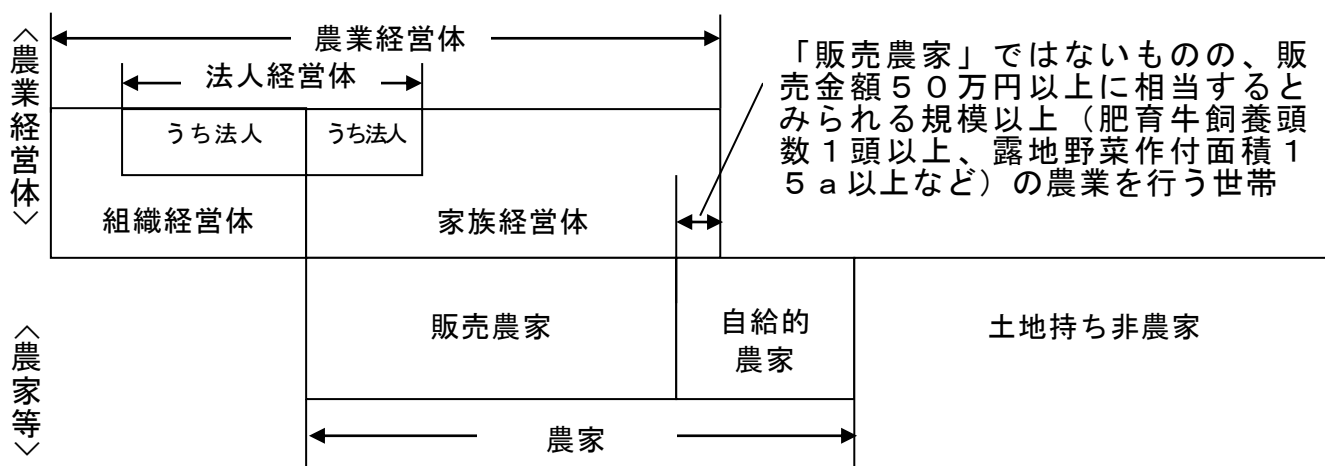 〈農業経営体〉
農業経営体
法人経営体
うち法人
うち法人
組織経営体
家族経営体
「販売農家」ではないものの、販
売金額５０万円以上に相当すると
みられる規模以上（肥育牛飼養頭
数１頭以上、露地野菜作付面積１
５ａ以上など）の農業を行う世帯
〈農家等〉
販売農家
自給的
農家
土地持ち非農家
農家